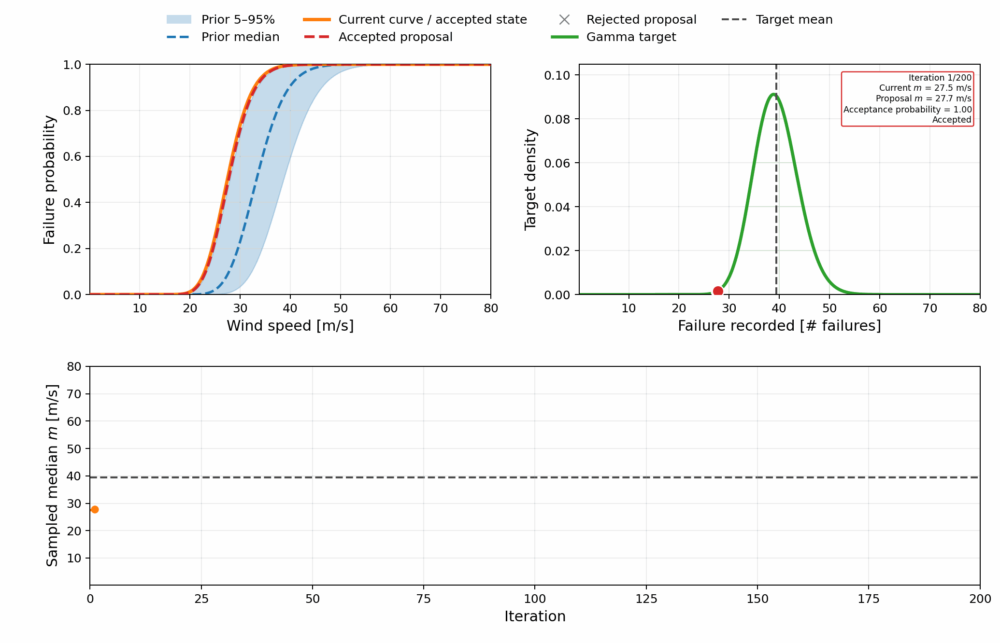 Prior 5–95%
Prior median
Current curve / accepted state
Accepted proposal
Rejected proposal
Gamma target
Target mean
Failure probability
1.0
0.8
0.6
0.4
0.2
0.0
10 20 30 40 50 60 70 80
Wind speed [m/s]
Target density
0.10
0.08
0.06
0.04
0.02
0.00
Iteration 1/200
Current m = 27.5 m/s
Proposal m = 27.7 m/s
Acceptance probability = 1.00
Accepted
10 20 30 40 50 60 70 80
Failure recorded [# failures]
Sampled median m [m/s]
80
70
60
50
40
30
20
10
0 25 50 75 100 125 150 175 200
Iteration